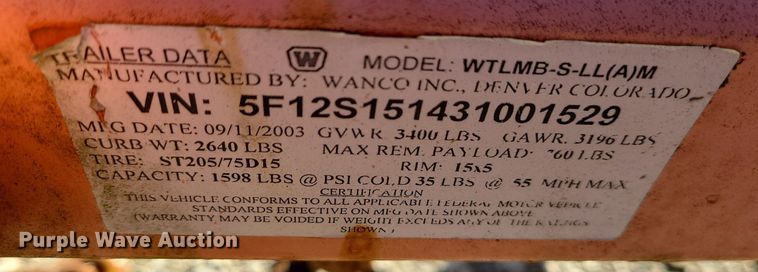 TRAILER DATA W MODEL: WTLMB-S-LL(A)M
MANUFACTURED BY: WANCO INC., DENVER COLORADO
VIN: 5F12S151431001529
MFG DATE: 09/11/2003 GVWR 3400 LBS GAWR. 3196 LBS
CURB WT: 2640 LBS MAX REM. PAYLOAD: 760 LBS
TIRE: ST205/75D15 RIM: 15x5
CAPACITY: 1598 LBS @ PSI COLD 35 LBS @ 55 MPH MAX
CERTIFICATION
THIS VEHICLE CONFORMS TO ALL APPLICABLE FEDERAL MOTOR VEHICLE
STANDARDS EFFECTIVE ON MFG DATE SHOWN ABOVE
(WARRANTY MAY BE VOIDED IF WEIGHT EXCEEDS ANY OF THE RATINGS
SHOWN)
Purple Wave Auction